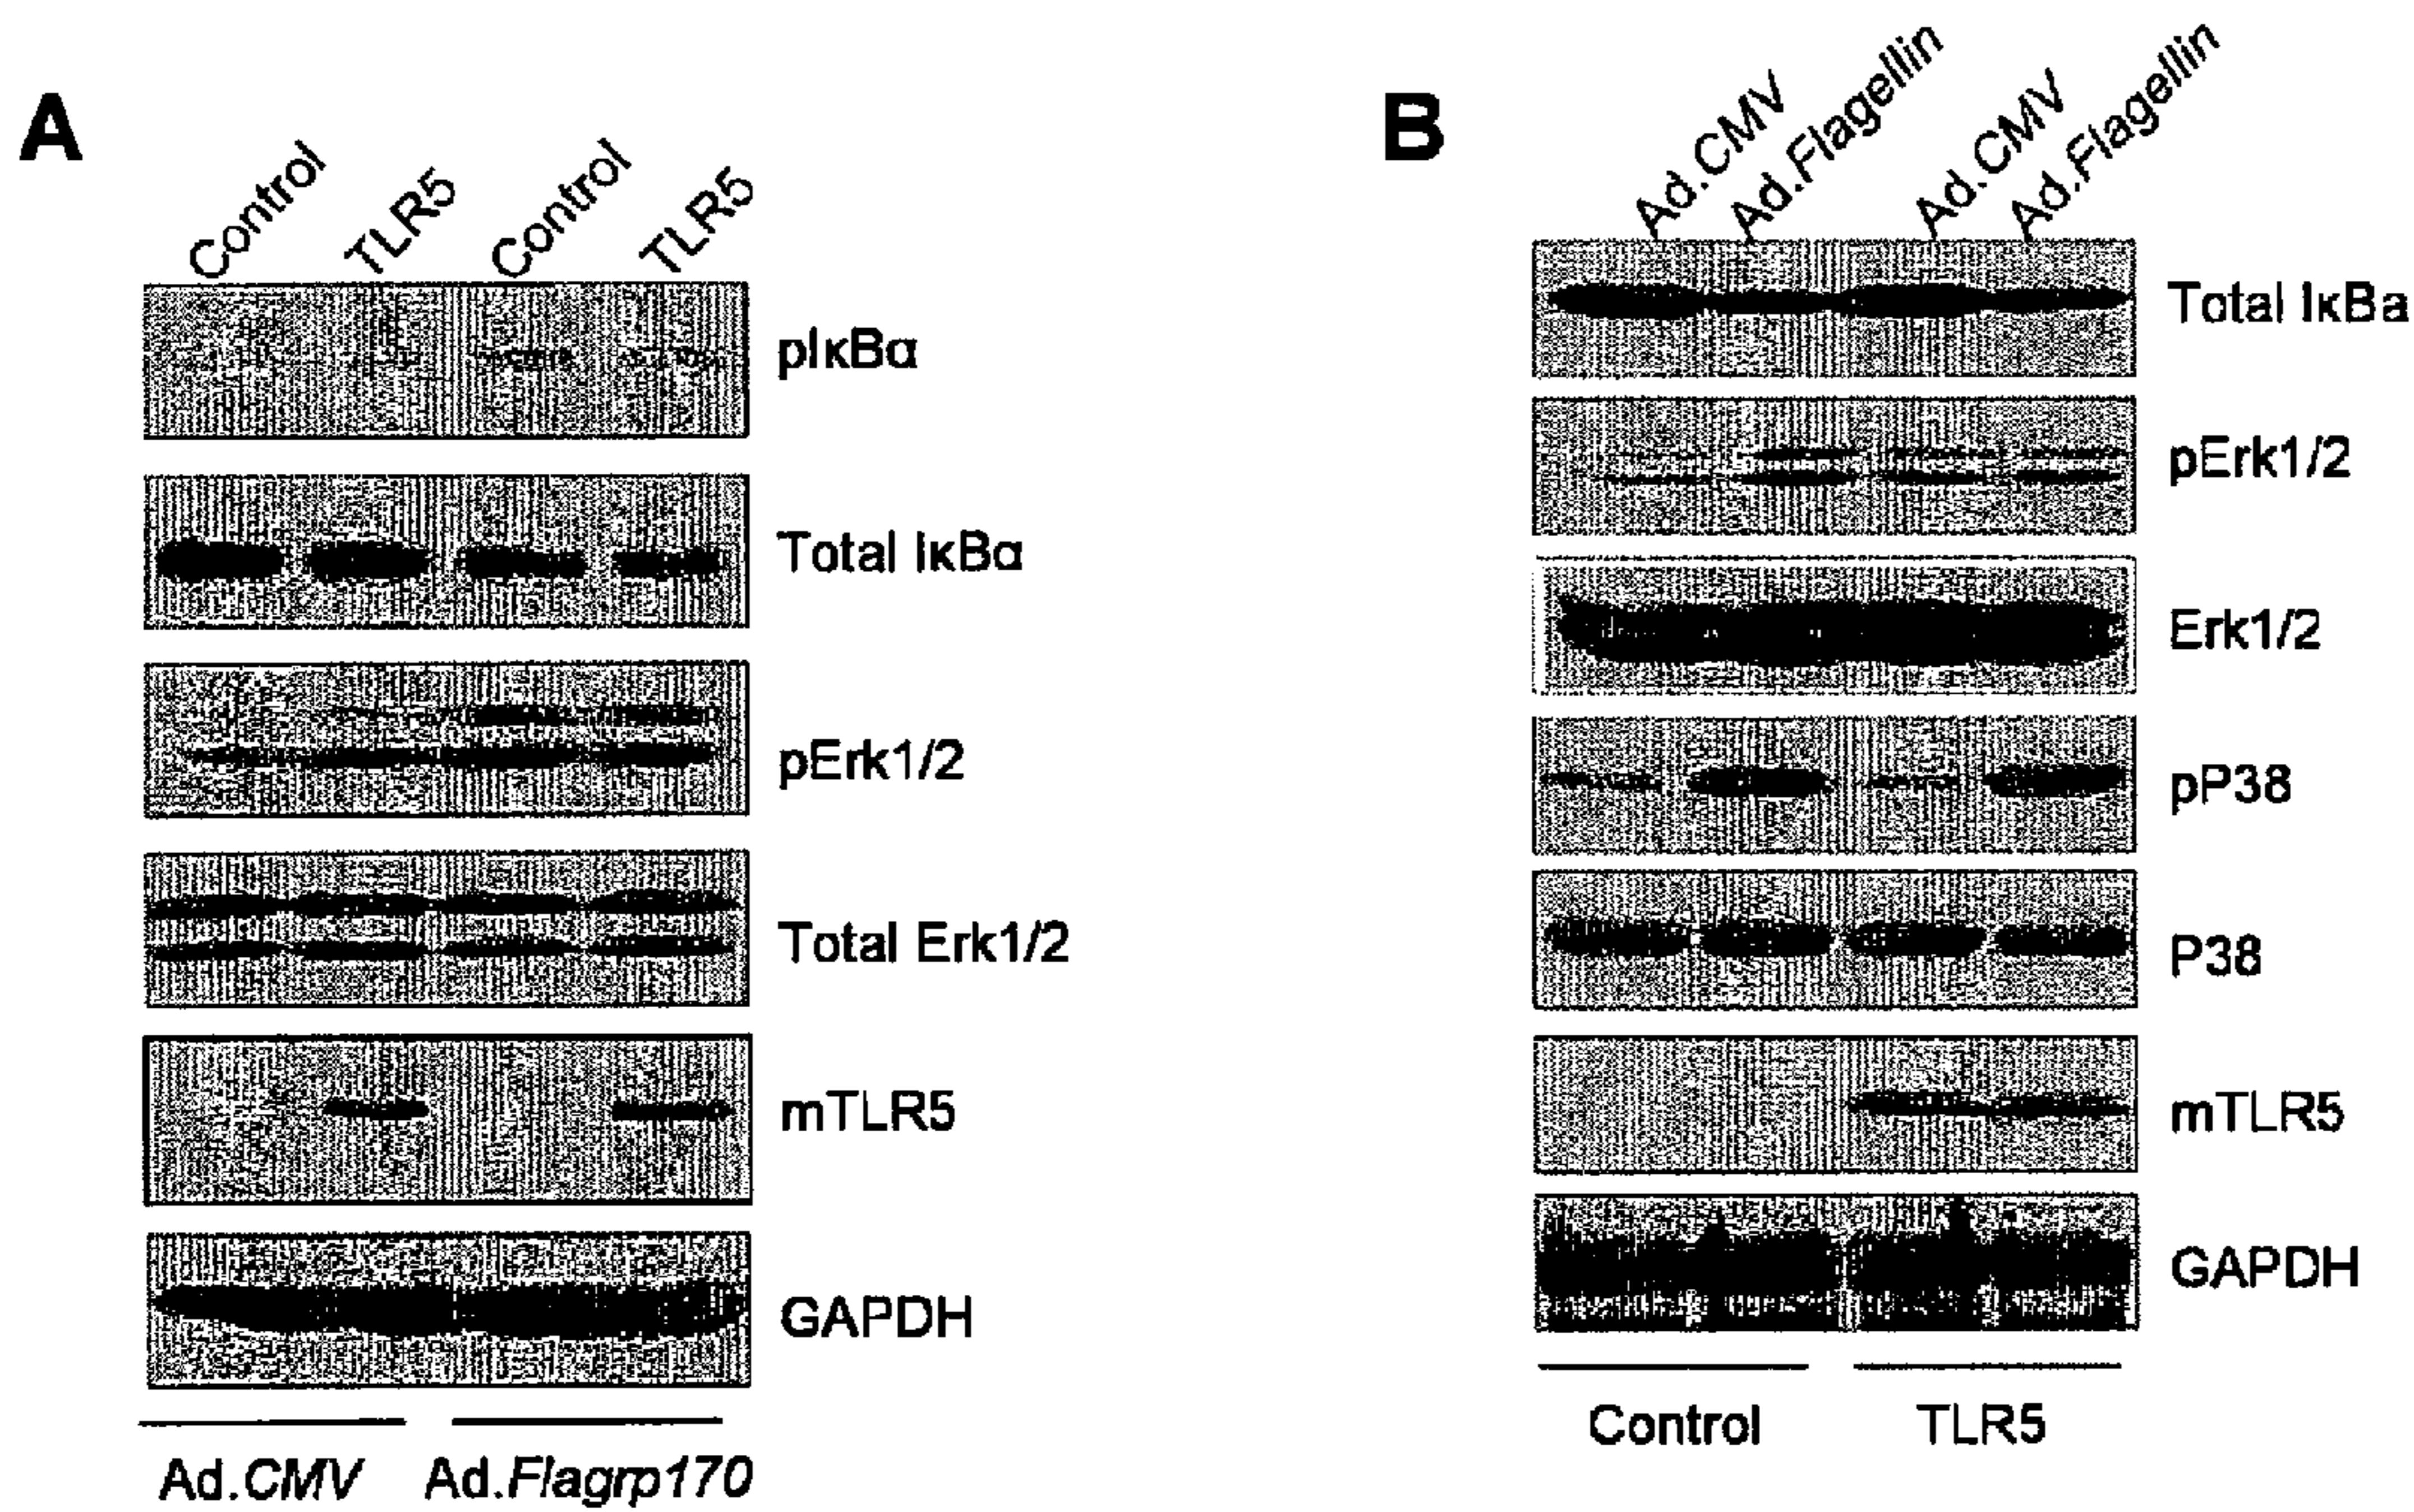 A
Control
TLR5
Control
TLR5
pIκBα
Total IκBα
pErk1/2
Total Erk1/2
mTLR5
GAPDH
Ad.CMV
Ad.Flagrp170
B
Ad.CMV
Ad.Flagellin
Ad.CMV
Ad.Flagellin
Total IκBa
pErk1/2
Erk1/2
pP38
P38
mTLR5
GAPDH
Control
TLR5